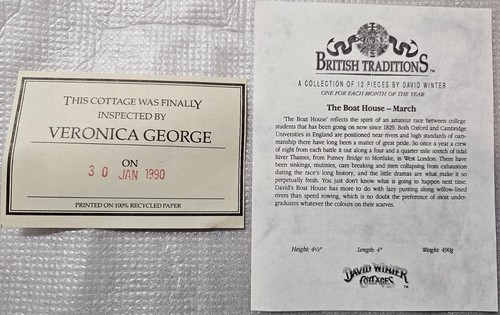 THIS COTTAGE WAS FINALLY
INSPECTED BY
VERONICA GEORGE
ON
30 JAN 1990
PRINTED ON 100% RECYCLED PAPER
BRITISH TRADITIONS™
A COLLECTION OF 12 PIECES BY DAVID WINTER
ONE FOR EACH MONTH OF THE YEAR
The Boat House – March
'The Boat House' reflects the spirit of an amateur race between college
students that has been going on now since 1829. Both Oxford and Cambridge
Universities in England are positioned near rivers and high standards of oars-
manship there have long been a matter of great pride. So once a year a crew
of eight from each battle it out along a four and a quarter mile stretch of tidal
River Thames, from Putney Bridge to Mortlake, in West London. There have
been sinkings, mutinies, oars breaking and men collapsing from exhaustion
during the race's long history, and the little dramas are what make it so
perpetually fresh. You just don't know what is going to happen next time.
David's Boat House has more to do with lazy punting along willow-lined
rivers than speed rowing, which is no doubt the preference of most under-
graduates whatever the colours on their scarves.
Height: 4½" Length: 4" Weight: 490g
DAVID WINTER
COTTAGES™